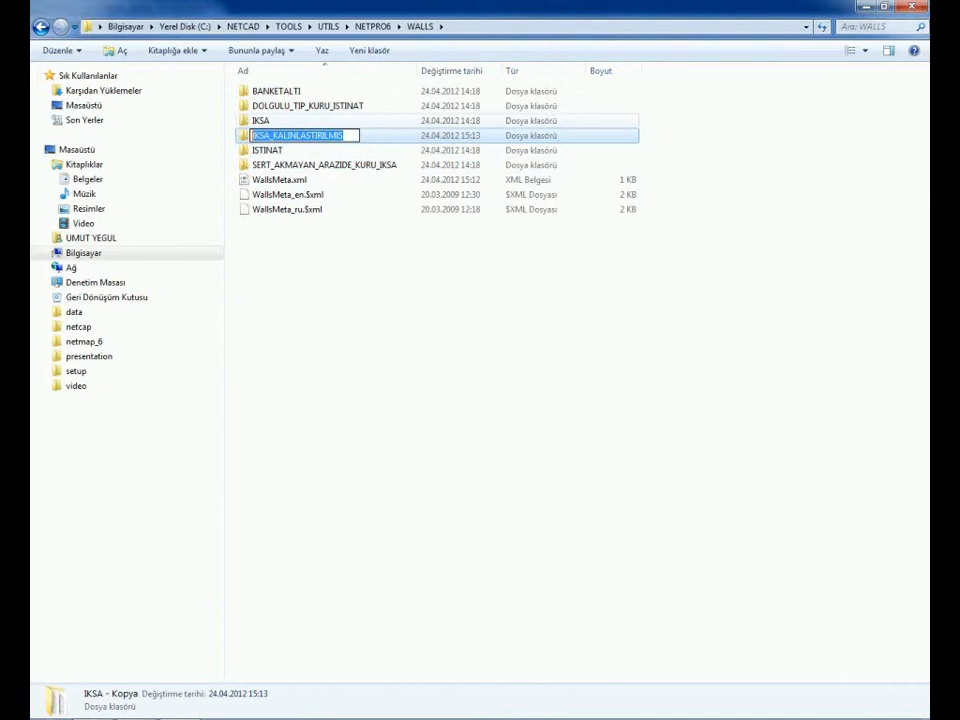 Bilgisayar Yerel Disk (C:) NETCAD TOOLS UTILS NETPRO6 WALLS
Ara: WALLS
Düzenle Aç Kitaplığa ekle Bununla paylaş Yaz Yeni klasör
Ad Değiştirme tarihi Tür Boyut
Sık Kullanılanlar
Karşıdan Yüklemeler
Masaüstü
Son Yerler
Masaüstü
Kitaplıklar
Belgeler
Müzik
Resimler
Video
UMUT YEGUL
Bilgisayar
Ağ
Denetim Masası
Geri Dönüşüm Kutusu
data
netcap
netmap_6
presentation
setup
video
BANKETALTI 24.04.2012 14:18 Dosya klasörü
DOLGULU_TIP_KURU_ISTINAT 24.04.2012 14:18 Dosya klasörü
IKSA 24.04.2012 14:18 Dosya klasörü
IKSA_KALINLASTIRILMIS 24.04.2012 15:13 Dosya klasörü
ISTINAT 24.04.2012 14:18 Dosya klasörü
SERT_AKMAYAN_ARAZIDE_KURU_IKSA 24.04.2012 14:18 Dosya klasörü
WallsMeta.xml 24.04.2012 15:12 XML Belgesi 1 KB
WallsMeta_en.$xml 20.03.2009 12:30 $XML Dosyası 2 KB
WallsMeta_ru.$xml 20.03.2009 12:18 $XML Dosyası 2 KB
IKSA - Kopya Değiştirme tarihi: 24.04.2012 15:13
Dosya klasörü